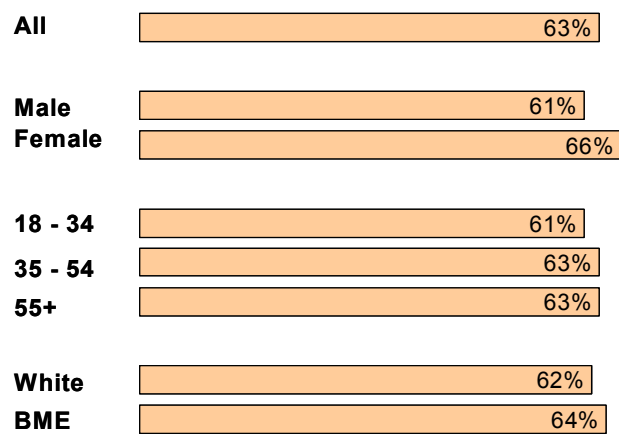 All 63%
Male 61%
Female 66%
18 - 34 61%
35 - 54 63%
55+ 63%
White 62%
BME 64%